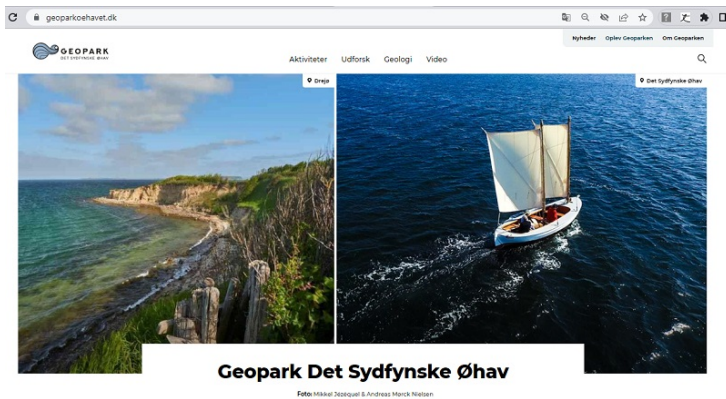 geoparkoehavet.dk
Nyheder Oplev Geoparken Om Geoparken
GEOPARK
DET SYDFYNSKE ØHAV
Aktiviteter Udforsk Geologi Video
Drejø
Det Sydfynske Øhav
Geopark Det Sydfynske Øhav
Foto: Mikkel Jézéquel & Andreas Mørck Nielsen